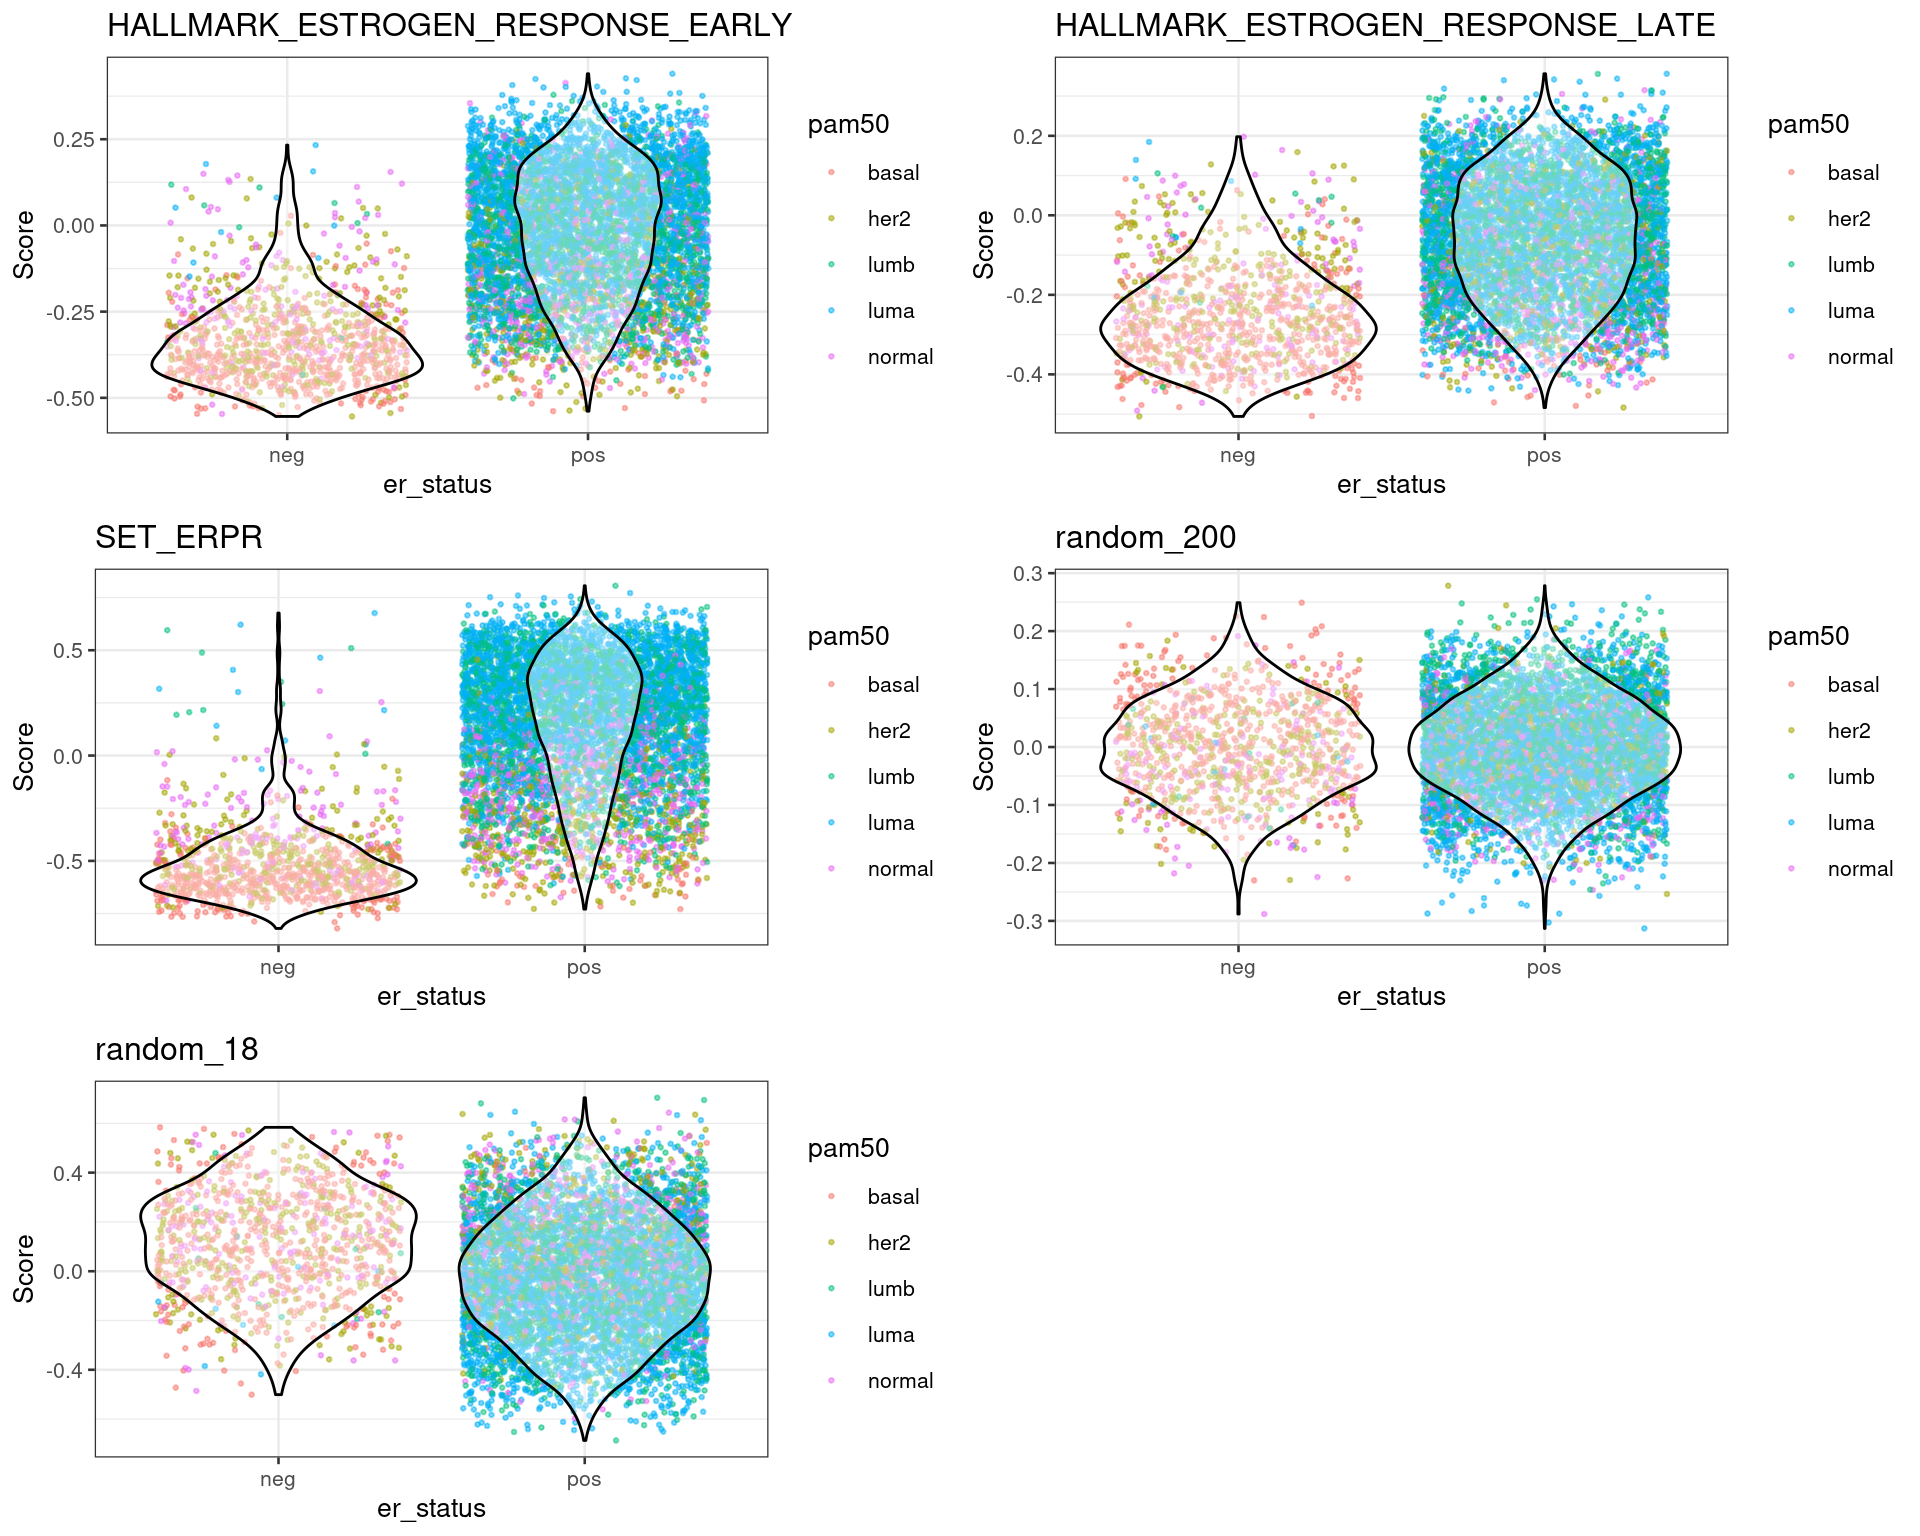 HALLMARK_ESTROGEN_RESPONSE_EARLY
Score
0.25
0.00
-0.25
-0.50
neg
pos
er_status
pam50
basal
her2
lumb
luma
normal
HALLMARK_ESTROGEN_RESPONSE_LATE
Score
0.2
0.0
-0.2
-0.4
neg
pos
er_status
pam50
basal
her2
lumb
luma
normal
SET_ERPR
Score
0.5
0.0
-0.5
neg
pos
er_status
pam50
basal
her2
lumb
luma
normal
random_200
Score
0.3
0.2
0.1
0.0
-0.1
-0.2
-0.3
neg
pos
er_status
pam50
basal
her2
lumb
luma
normal
random_18
Score
0.4
0.0
-0.4
neg
pos
er_status
pam50
basal
her2
lumb
luma
normal